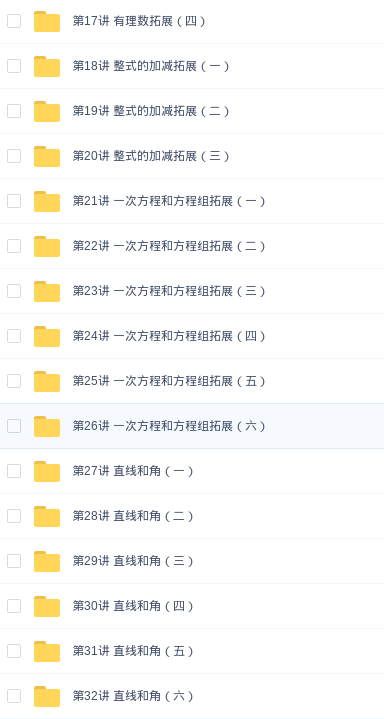 第17讲 有理数拓展（四）
第18讲 整式的加减拓展（一）
第19讲 整式的加减拓展（二）
第20讲 整式的加减拓展（三）
第21讲 一次方程和方程组拓展（一）
第22讲 一次方程和方程组拓展（二）
第23讲 一次方程和方程组拓展（三）
第24讲 一次方程和方程组拓展（四）
第25讲 一次方程和方程组拓展（五）
第26讲 一次方程和方程组拓展（六）
第27讲 直线和角（一）
第28讲 直线和角（二）
第29讲 直线和角（三）
第30讲 直线和角（四）
第31讲 直线和角（五）
第32讲 直线和角（六）